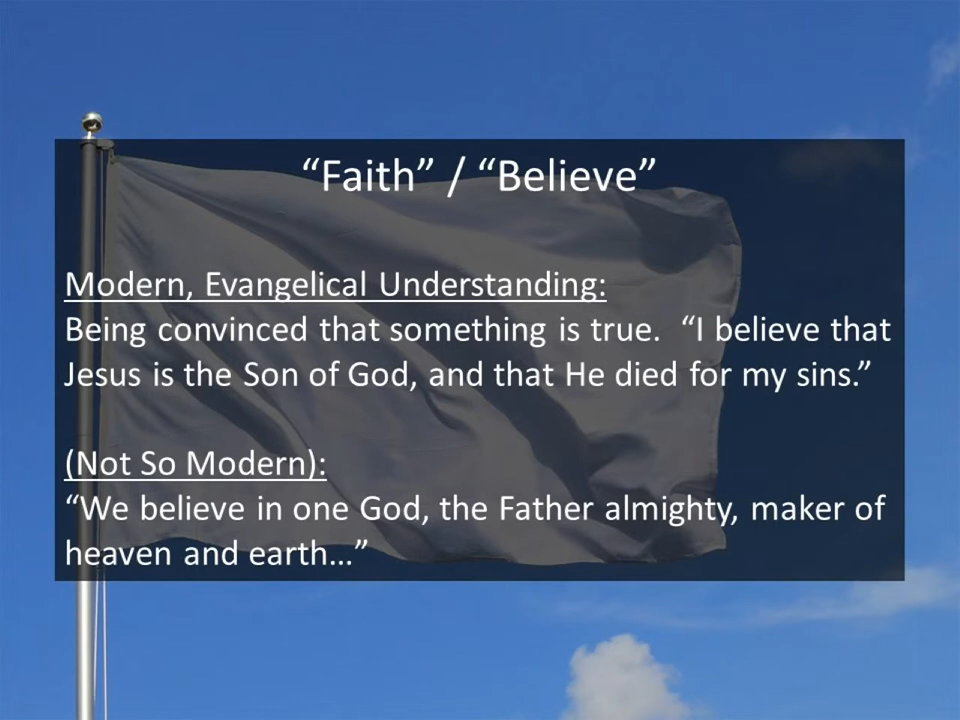 “Faith” / “Believe”
Modern, Evangelical Understanding:
Being convinced that something is true.  “I believe that
Jesus is the Son of God, and that He died for my sins.”
(Not So Modern):
“We believe in one God, the Father almighty, maker of
heaven and earth…”